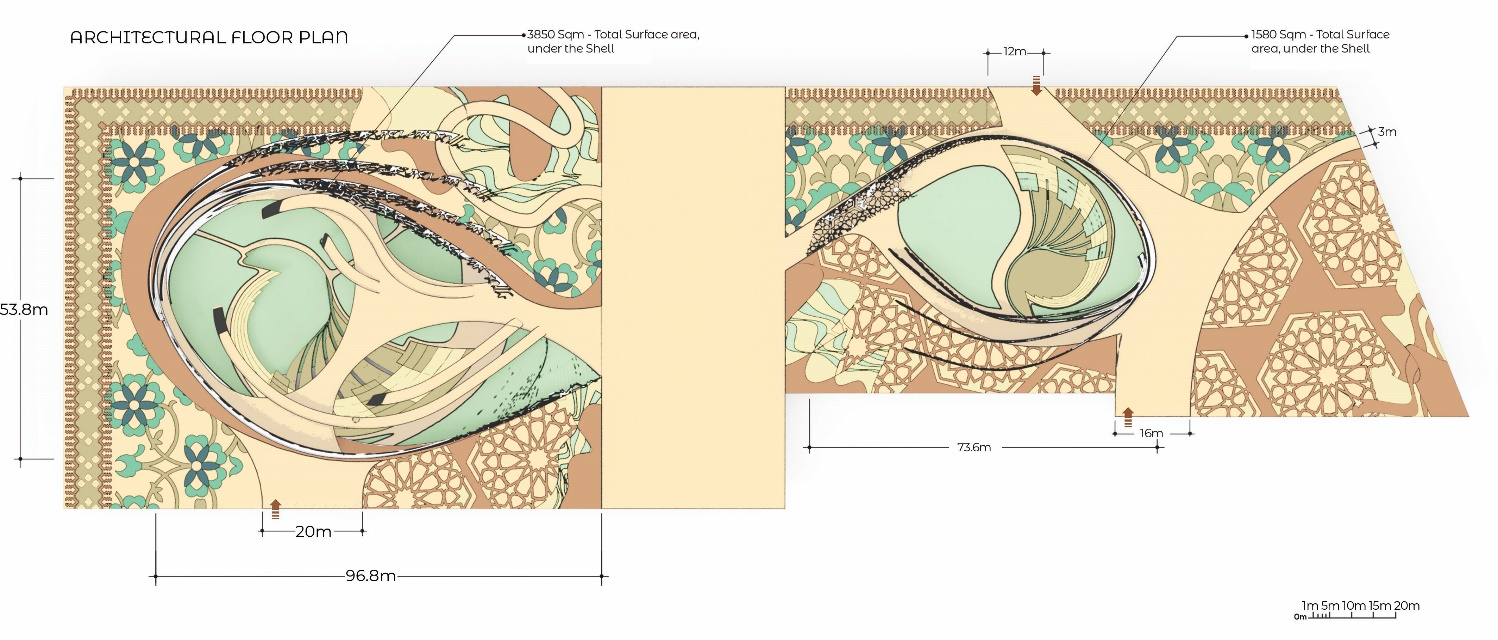 ARCHITECTURAL FLOOR PLAN
3850 Sqm - Total Surface area,
under the Shell
1580 Sqm - Total Surface
area, under the Shell
12m
3m
53.8m
16m
73.6m
20m
96.8m
1m 5m 10m 15m 20m
0m